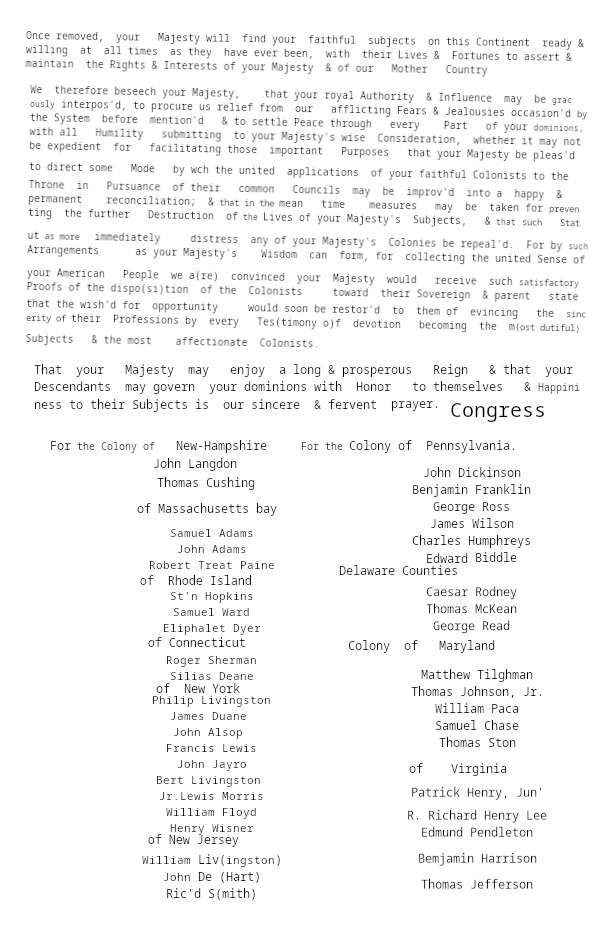 Once removed, your Majesty will find your faithful subjects on this Continent ready &
willing at all times as they have ever been, with their Lives & Fortunes to assert &
maintain the Rights & Interests of your Majesty & of our Mother Country
We therefore beseech your Majesty, that your royal Authority & Influence may be grac
ously interpos'd, to procure us relief from our afflicting Fears & Jealousies occasion'd by
the System before mention'd & to settle Peace through every Part of your dominions,
with all Humility submitting to your Majesty's wise Consideration, whether it may not
be expedient for facilitating those important Purposes that your Majesty be pleas'd
to direct some Mode by wch the united applications of your faithful Colonists to the
Throne in Pursuance of their common Councils may be improv'd into a happy &
permanent reconciliation; & that in the mean time measures may be taken for preven
ting the further Destruction of the Lives of your Majesty's Subjects, & that such Stat
ut as more immediately distress any of your Majesty's Colonies be repeal'd. For by such
Arrangements as your Majesty's Wisdom can form, for collecting the united Sense of
your American People we a(re) convinced your Majesty would receive such satisfactory
Proofs of the dispo(si)tion of the Colonists toward their Sovereign & parent state
that the wish'd for opportunity would soon be restor'd to them of evincing the sinc
erity of their Professions by every Tes(timony o)f devotion becoming the m(ost dutiful)
Subjects & the most affectionate Colonists.
That your Majesty may enjoy a long & prosperous Reign & that your
Descendants may govern your dominions with Honor to themselves & Happini
ness to their Subjects is our sincere & fervent prayer.
Congress
For the Colony of New-Hampshire
John Langdon
Thomas Cushing
of Massachusetts bay
Samuel Adams
John Adams
Robert Treat Paine
of Rhode Island
St'n Hopkins
Samuel Ward
Eliphalet Dyer
of Connecticut
Roger Sherman
Silias Deane
of New York
Philip Livingston
James Duane
John Alsop
Francis Lewis
John Jayro
Bert Livingston
Jr.Lewis Morris
William Floyd
Henry Wisner
of New Jersey
William Liv(ingston)
John De (Hart)
Ric'd S(mith)
For the Colony of Pennsylvania.
John Dickinson
Benjamin Franklin
George Ross
James Wilson
Charles Humphreys
Edward Biddle
Delaware Counties
Caesar Rodney
Thomas McKean
George Read
Colony of Maryland
Matthew Tilghman
Thomas Johnson, Jr.
William Paca
Samuel Chase
Thomas Ston
of Virginia
Patrick Henry, Jun'
R. Richard Henry Lee
Edmund Pendleton
Bemjamin Harrison
Thomas Jefferson